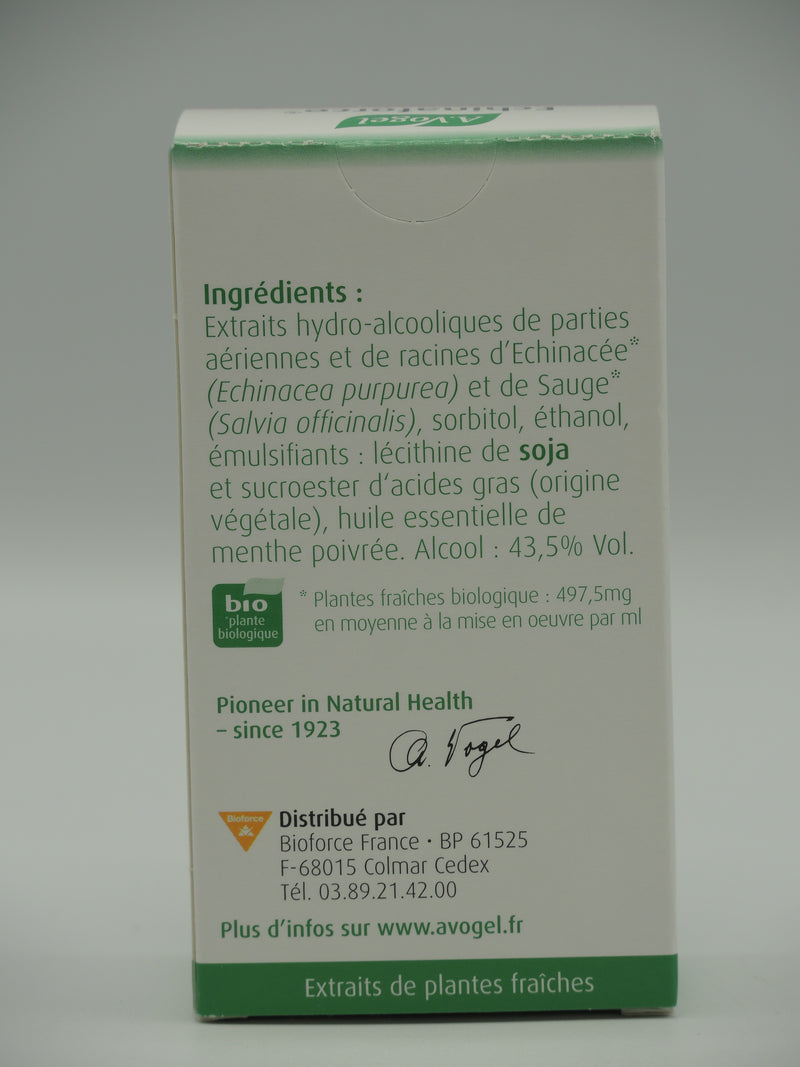 Echinaforce®
A.Vogel
Ingrédients :
Extraits hydro-alcooliques de parties
aériennes et de racines d'Echinacée*
(Echinacea purpurea) et de Sauge*
(Salvia officinalis), sorbitol, éthanol,
émulsifiants : lécithine de soja
et sucroester d'acides gras (origine
végétale), huile essentielle de
menthe poivrée. Alcool : 43,5% Vol.
bio
*plante
biologique
* Plantes fraîches biologique : 497,5mg
en moyenne à la mise en oeuvre par ml
Pioneer in Natural Health
– since 1923
A. Vogel
Bioforce
Distribué par
Bioforce France • BP 61525
F-68015 Colmar Cedex
Tél. 03.89.21.42.00
Plus d'infos sur www.avogel.fr
Extraits de plantes fraîches